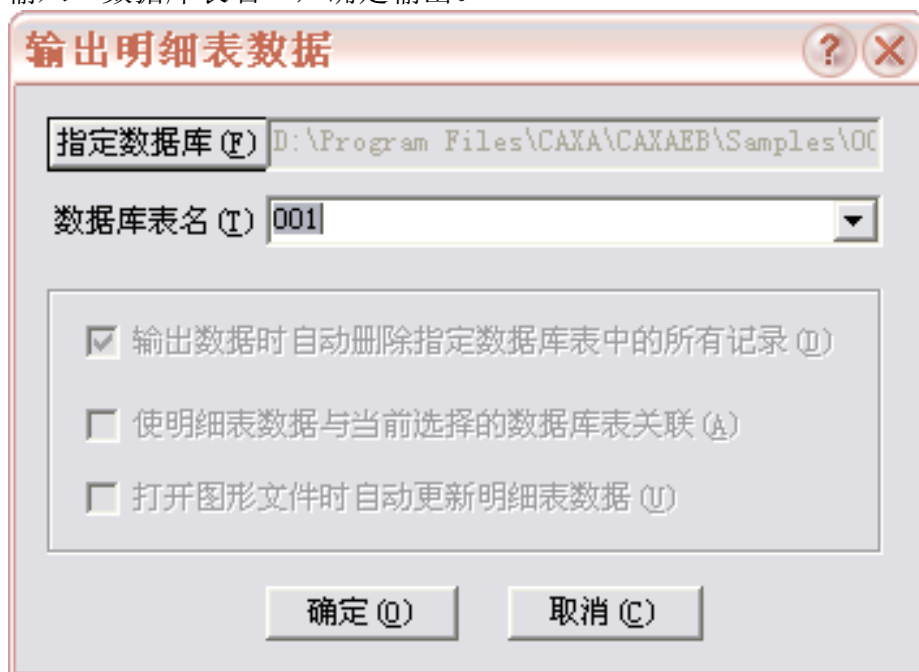 输出明细表数据
指定数据库(F) D:\Program Files\CAXA\CAXAEB\Samples\
数据库表名(T) 001
输出数据时自动删除指定数据库表中的所有记录(D)
使明细表数据与当前选择的数据库表关联(A)
打开图形文件时自动更新明细表数据(U)
确定(O) 取消(C)